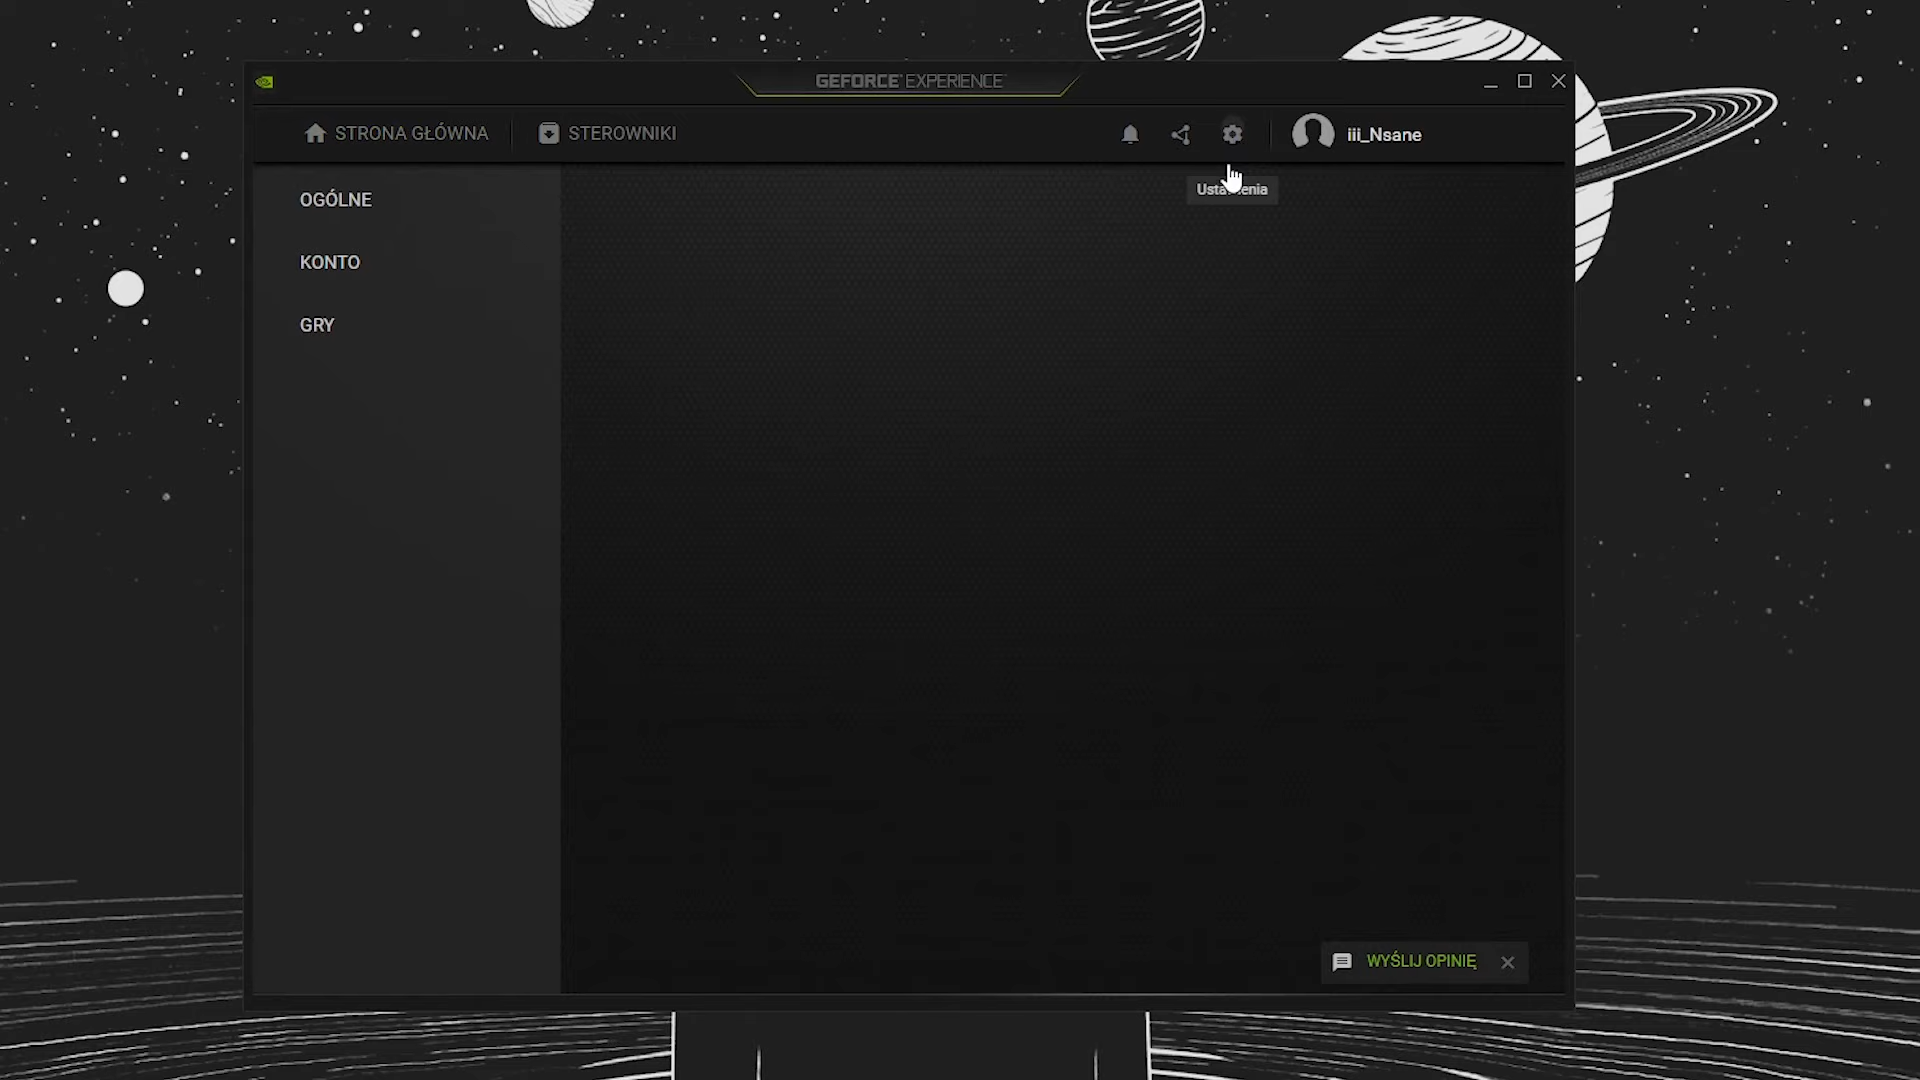 GEFORCE EXPERIENCE
STRONA GŁÓWNA
STEROWNIKI
iii_Nsane
OGÓLNE
KONTO
GRY
WYŚLIJ OPINIĘ